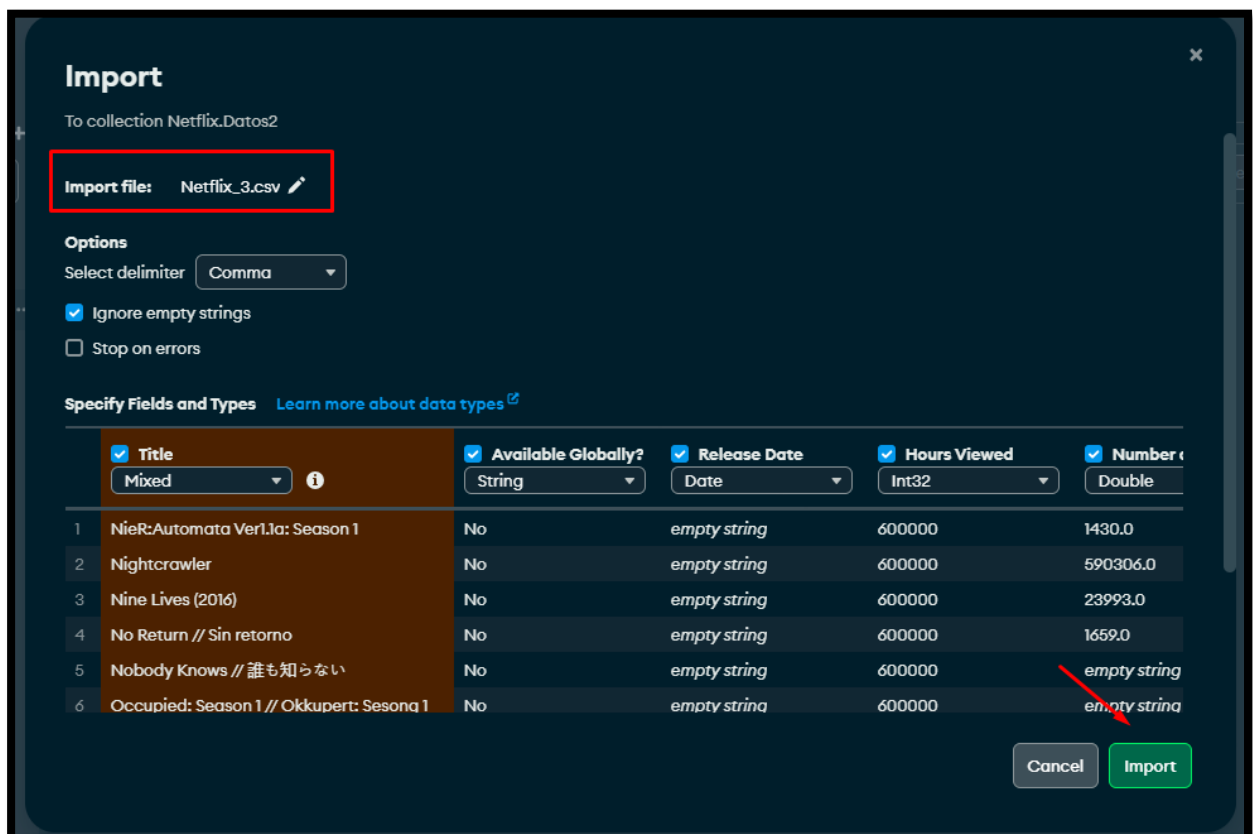 Import
To collection Netflix.Datos2
Import file: Netflix_3.csv
Options
Select delimiter Comma
Ignore empty strings
Stop on errors
Specify Fields and Types Learn more about data types
Title Available Globally? Release Date Hours Viewed Number
Mixed String Date Int32 Double
1 NieR:Automata Ver1.1a: Season 1 No empty string 600000 1430.0
2 Nightcrawler No empty string 600000 590306.0
3 Nine Lives (2016) No empty string 600000 23993.0
4 No Return // Sin retorno No empty string 600000 1659.0
5 Nobody Knows // 誰も知らない No empty string 600000 empty string
6 Occupied: Season 1 // Okkupert: Sesong 1 No empty string 600000 empty string
Cancel Import